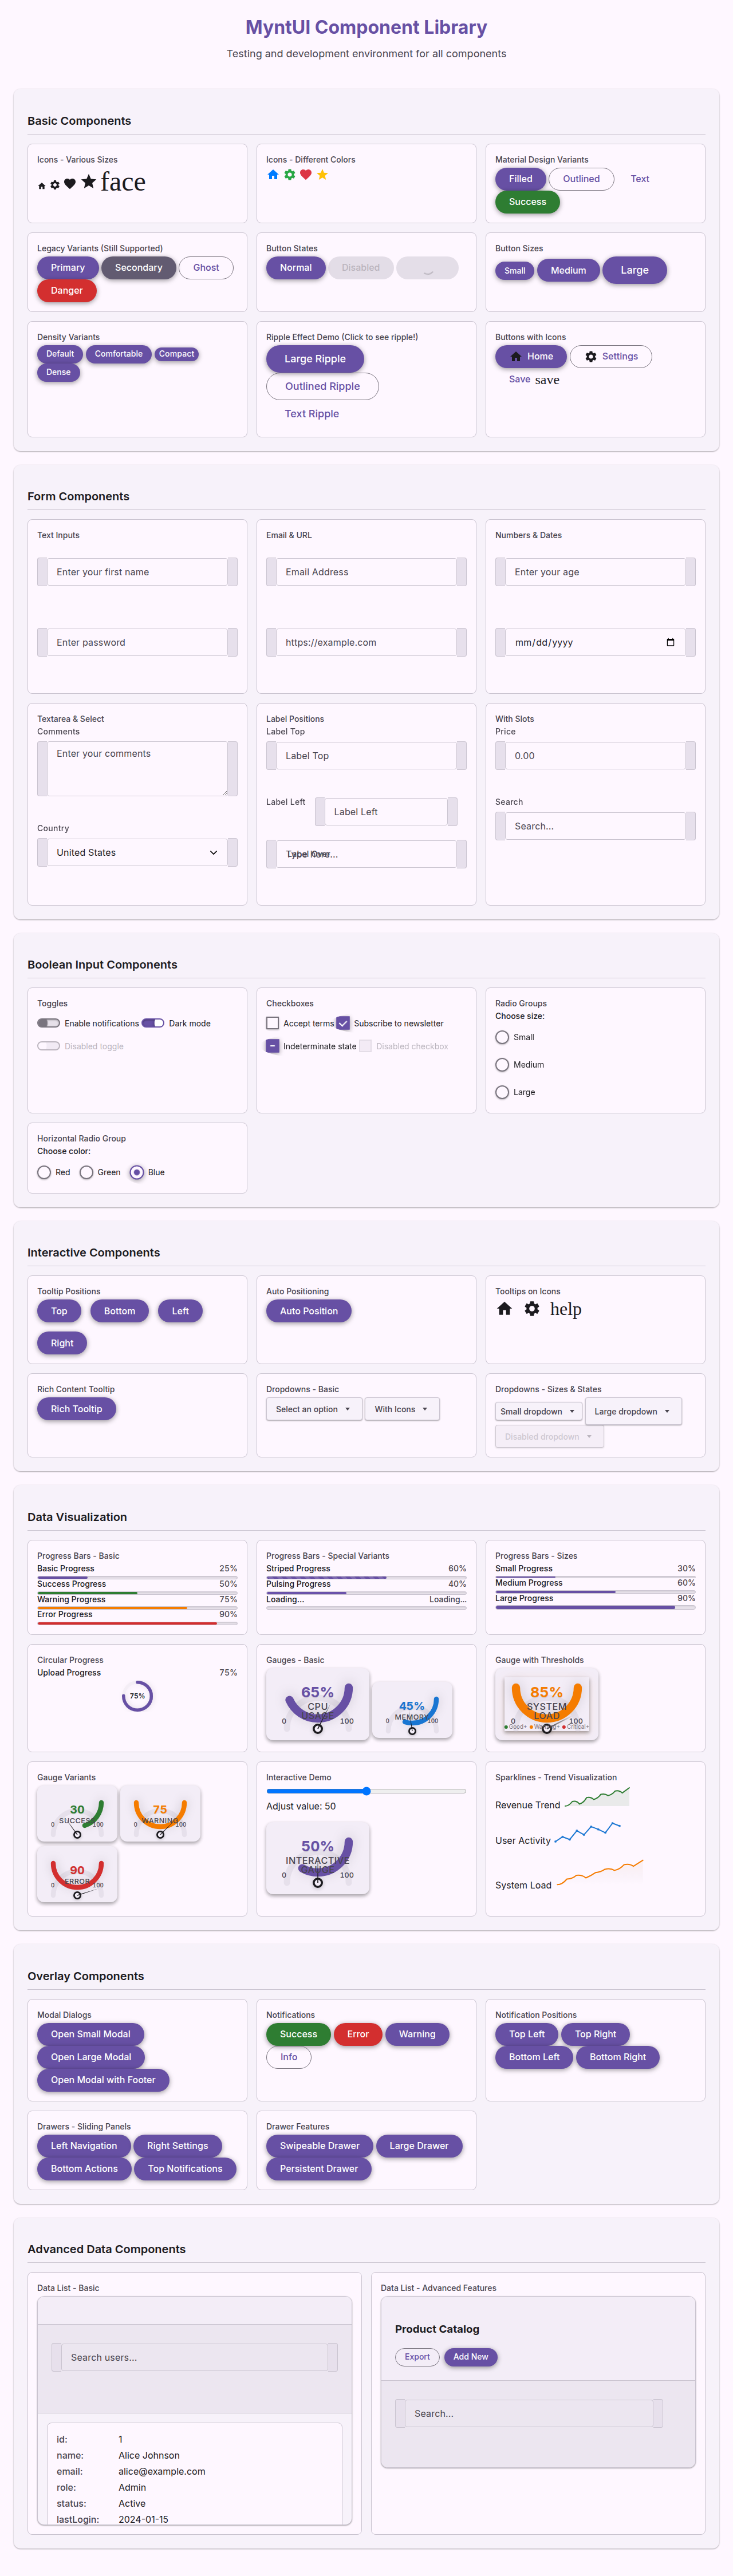 MyntUI Component Library
Testing and development environment for all components
Basic Components
Icons - Various Sizes
face
Icons - Different Colors
Material Design Variants
Filled
Outlined
Text
Success
Legacy Variants (Still Supported)
Primary
Secondary
Ghost
Danger
Button States
Normal
Disabled
Button Sizes
Small
Medium
Large
Density Variants
Default
Comfortable
Compact
Dense
Ripple Effect Demo (Click to see ripple!)
Large Ripple
Outlined Ripple
Text Ripple
Buttons with Icons
Home
Settings
Save save
Form Components
Text Inputs
Enter your first name
Enter password
Email & URL
Email Address
https://example.com
Numbers & Dates
Enter your age
mm/dd/yyyy
Textarea & Select
Comments
Enter your comments
Country
United States
Label Positions
Label Top
Label Top
Label Left
Label Left
With Slots
Price
0.00
Search
Search...
Boolean Input Components
Toggles
Enable notifications
Dark mode
Disabled toggle
Checkboxes
Accept terms
Subscribe to newsletter
Indeterminate state
Disabled checkbox
Radio Groups
Choose size:
Small
Medium
Large
Horizontal Radio Group
Choose color:
Red
Green
Blue
Interactive Components
Tooltip Positions
Top
Bottom
Left
Right
Auto Positioning
Auto Position
Tooltips on Icons
help
Rich Content Tooltip
Rich Tooltip
Dropdowns - Basic
Select an option
With Icons
Dropdowns - Sizes & States
Small dropdown
Large dropdown
Disabled dropdown
Data Visualization
Progress Bars - Basic
Basic Progress 25%
Success Progress 50%
Warning Progress 75%
Error Progress 90%
Progress Bars - Special Variants
Striped Progress 60%
Pulsing Progress 40%
Loading... Loading...
Progress Bars - Sizes
Small Progress 30%
Medium Progress 60%
Large Progress 90%
Circular Progress
Upload Progress 75%
75%
Gauges - Basic
65%
CPU
USAGE
0 100
45%
MEMORY
0 100
Gauge with Thresholds
85%
SYSTEM
LOAD
0 100
Gauge Variants
30
SUCCESS
0 100
75
WARNING
0 100
90
ERROR
0 100
Interactive Demo
Adjust value: 50
50%
INTERACTIVE
0 100
Sparklines - Trend Visualization
Revenue Trend
User Activity
System Load
Overlay Components
Modal Dialogs
Open Small Modal
Open Large Modal
Open Modal with Footer
Notifications
Success
Error
Warning
Info
Notification Positions
Top Left
Top Right
Bottom Left
Bottom Right
Drawers - Sliding Panels
Left Navigation
Right Settings
Bottom Actions
Top Notifications
Drawer Features
Swipeable Drawer
Large Drawer
Persistent Drawer
Advanced Data Components
Data List - Basic
Search users...
id: 1
name: Alice Johnson
email: alice@example.com
role: Admin
status: Active
lastLogin: 2024-01-15
Data List - Advanced Features
Product Catalog
Export
Add New
Search...